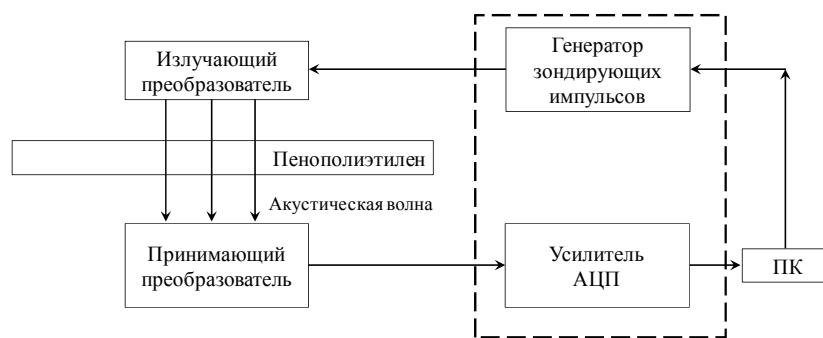 Излучающий
преобразователь
Генератор
зондирующих
импульсов
Пенополиэтилен
Акустическая волна
Принимающий
преобразователь
Усилитель
АЦП
ПК